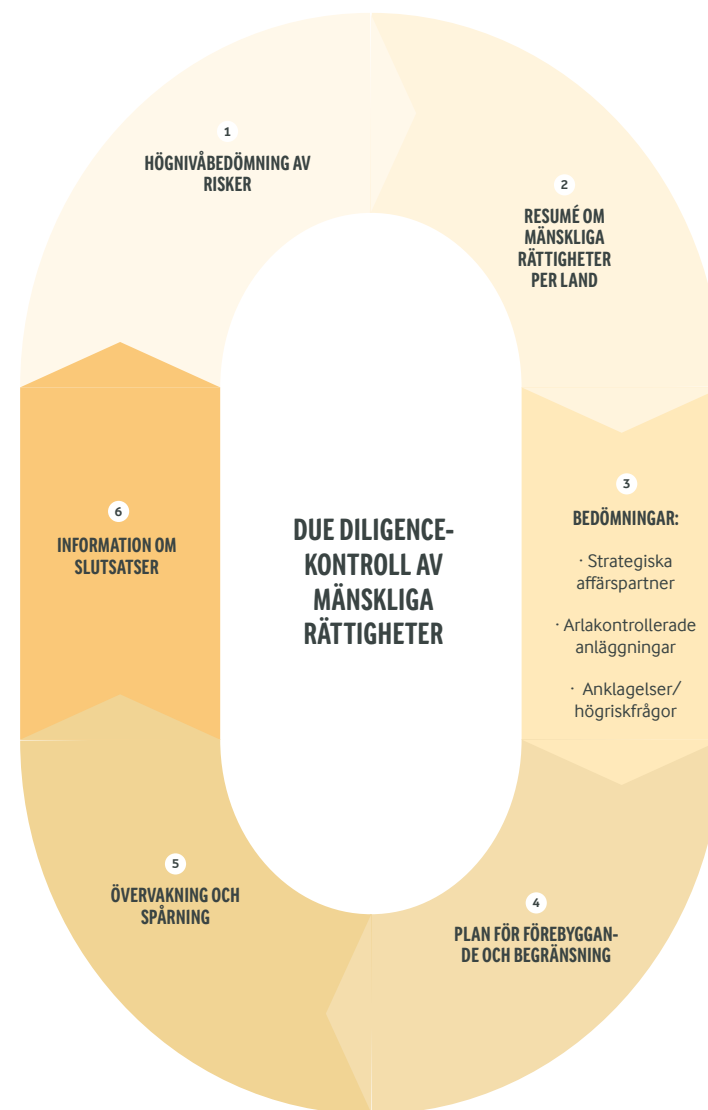 1
HÖGNIVÅBEDÖMNING AV
RISKER
2
RESUMÉ OM
MÄNSKLIGA
RÄTTIGHETER
PER LAND
3
BEDÖMNINGAR:
· Strategiska
affärspartner
· Arlakontrollerade
anläggningar
· Anklagelser/
högriskfrågor
4
PLAN FÖR FÖREBYGGAN-
DE OCH BEGRÄNSNING
5
ÖVERVAKNING OCH
SPÅRNING
6
INFORMATION OM
SLUTSATSER
DUE DILIGENCE-
KONTROLL AV
MÄNSKLIGA
RÄTTIGHETER